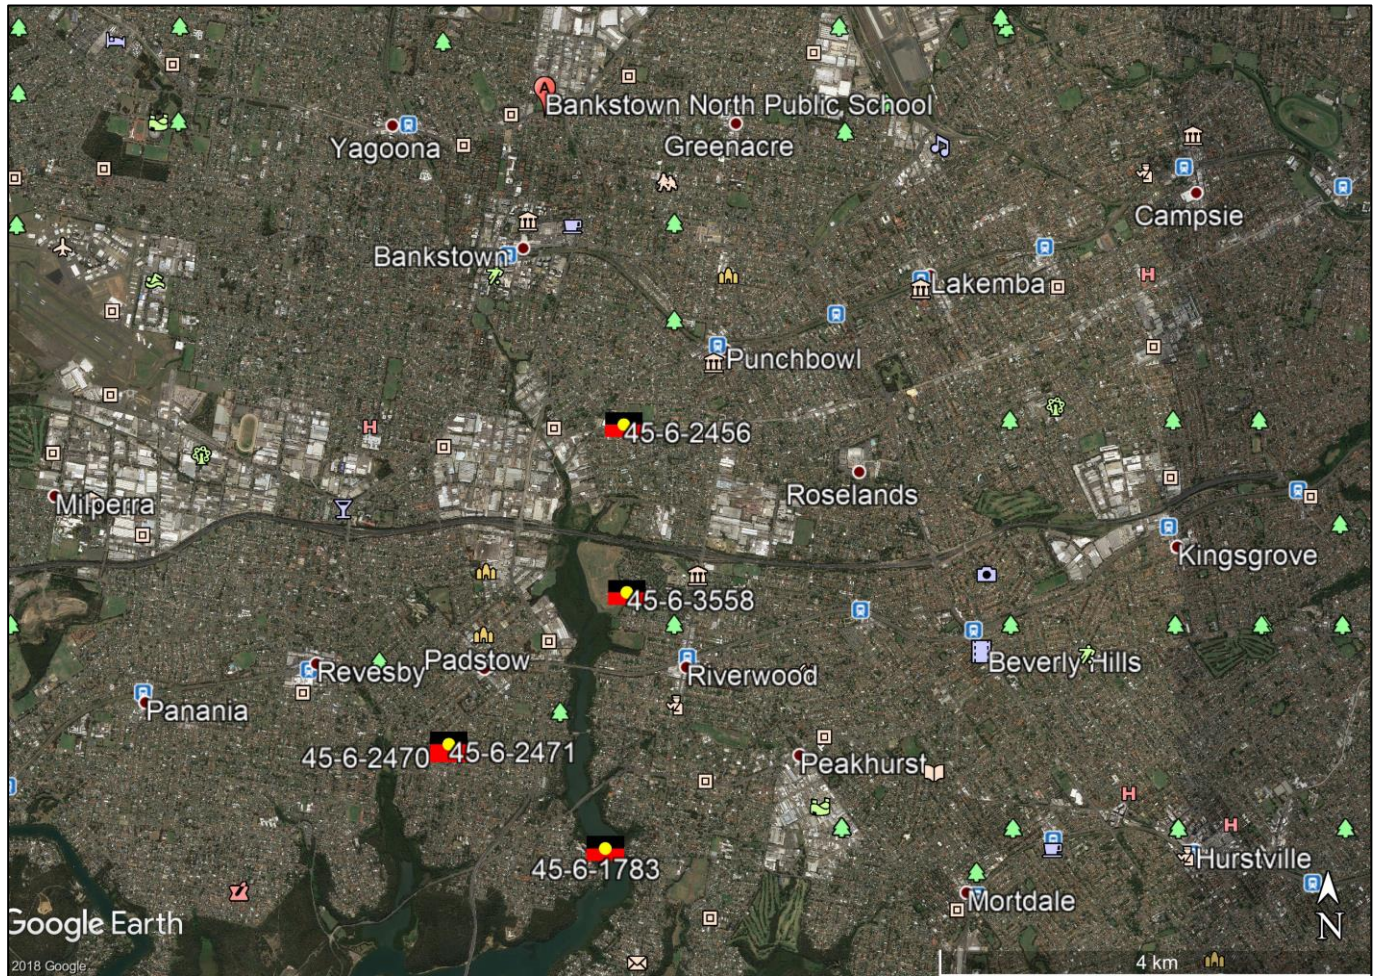 A
Bankstown North Public School
Yagoona
Greenacre
Campsie
Bankstown
Lakemba
Punchbowl
45-6-2456
Roselands
Milperra
Kingsgrove
45-6-3558
Revesby
Padstow
Riverwood
Beverly Hills
Panania
45-6-2470
45-6-2471
Peakhurst
45-6-1783
Hurstville
Mortdale
Google Earth
N
2018 Google
4 km
H
H
H
H